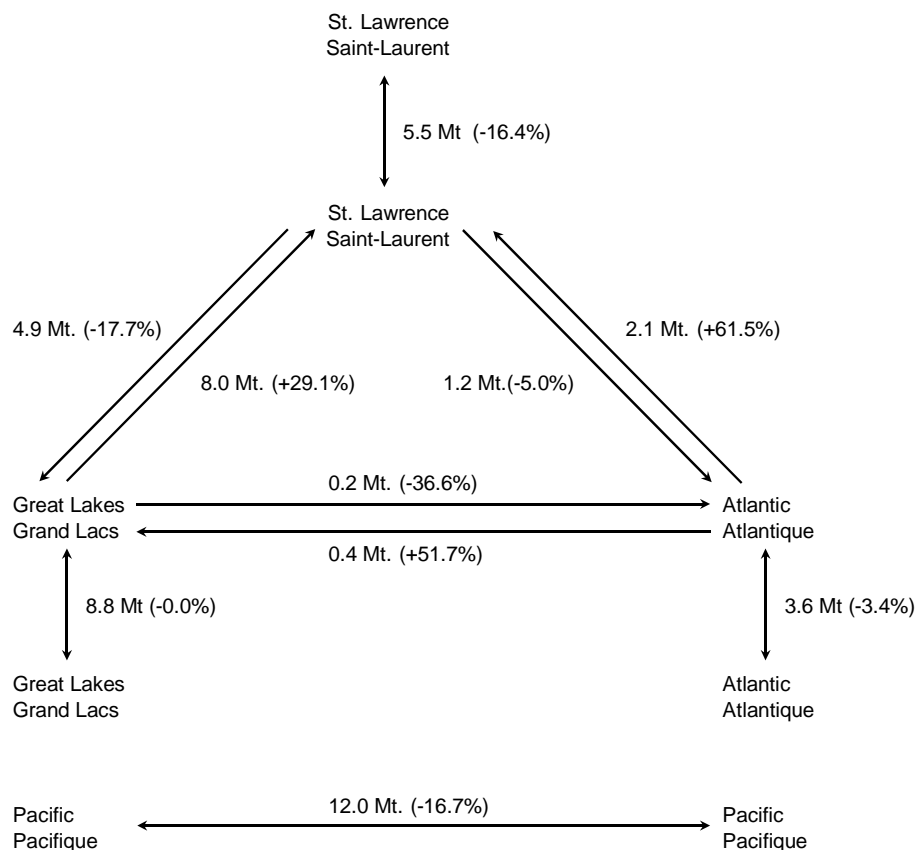 St. Lawrence
Saint-Laurent
5.5 Mt  (-16.4%)
St. Lawrence
Saint-Laurent
4.9 Mt. (-17.7%)
2.1 Mt. (+61.5%)
8.0 Mt. (+29.1%)
1.2 Mt.(-5.0%)
0.2 Mt. (-36.6%)
Great Lakes
Grand Lacs
Atlantic
Atlantique
0.4 Mt. (+51.7%)
8.8 Mt (-0.0%)
3.6 Mt (-3.4%)
Great Lakes
Grand Lacs
Atlantic
Atlantique
12.0 Mt. (-16.7%)
Pacific
Pacifique
Pacific
Pacifique